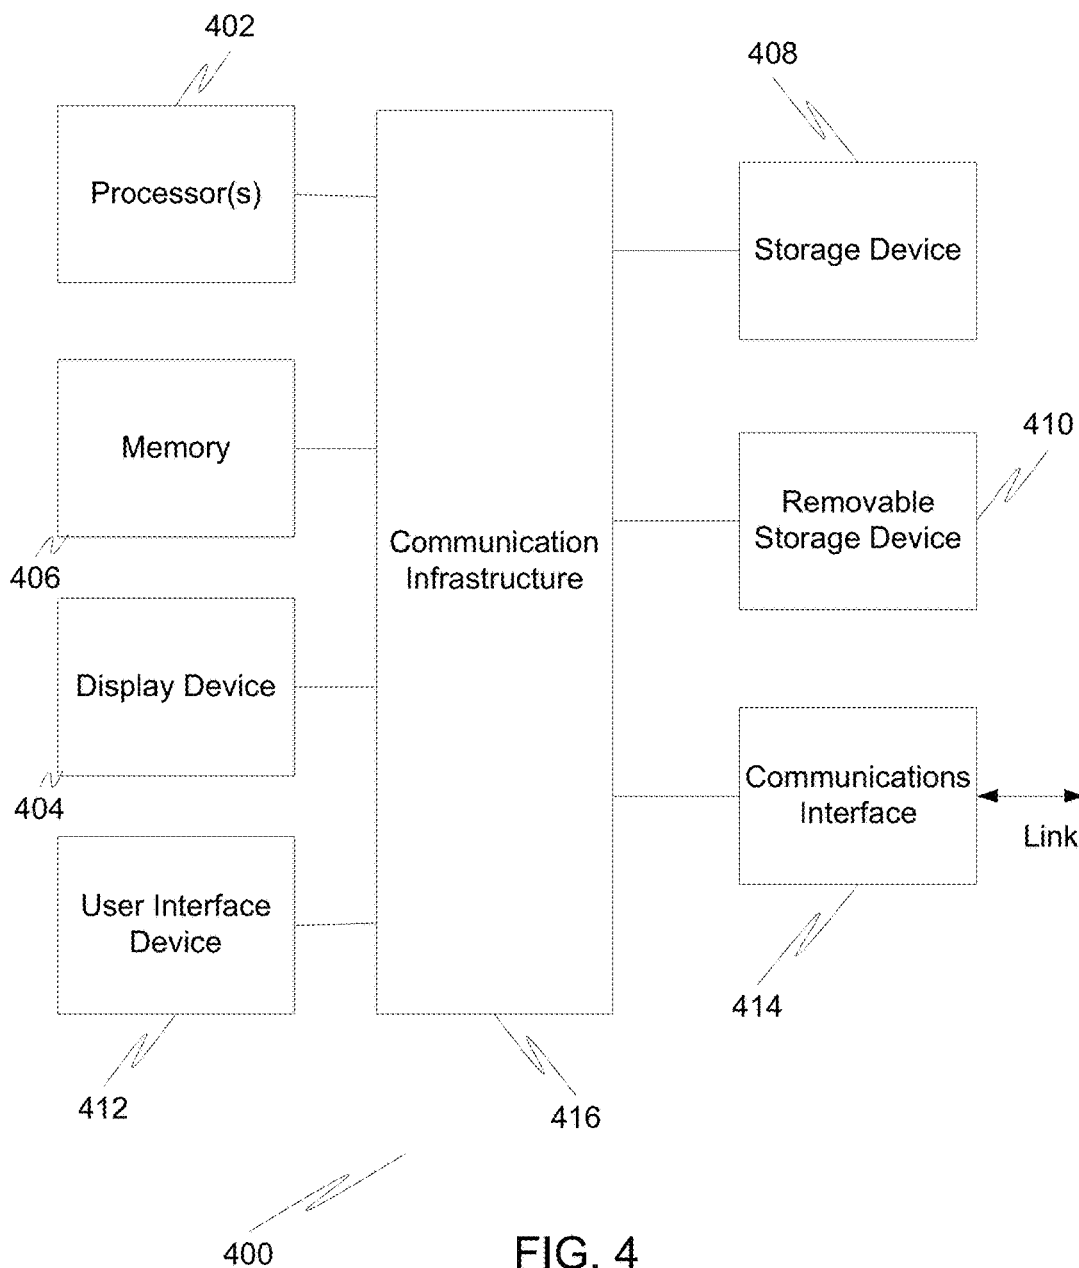 402
408
Processor(s)
Storage Device
Memory
410
Removable
Storage Device
Communication
Infrastructure
406
Display Device
Communications
Interface
404
Link
User Interface
Device
414
412
416
400
FIG. 4